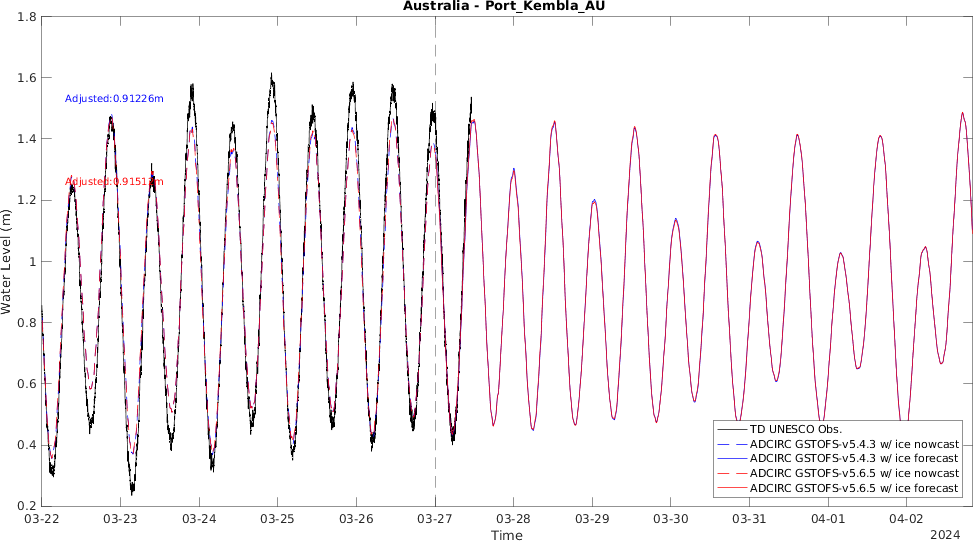 Australia - Port_Kembla_AU
1.8
1.6
1.4
1.2
1
0.8
0.6
0.4
0.2
Water Level (m)
Adjusted:0.91226m
TD UNESCO Obs.
ADCIRC GSTOFS-v5.4.3 w/ ice nowcast
ADCIRC GSTOFS-v5.4.3 w/ ice forecast
ADCIRC GSTOFS-v5.6.5 w/ ice nowcast
ADCIRC GSTOFS-v5.6.5 w/ ice forecast
03-22
03-23
03-24
03-25
03-26
03-27
03-28
03-29
03-30
03-31
04-01
04-02
Time
2024